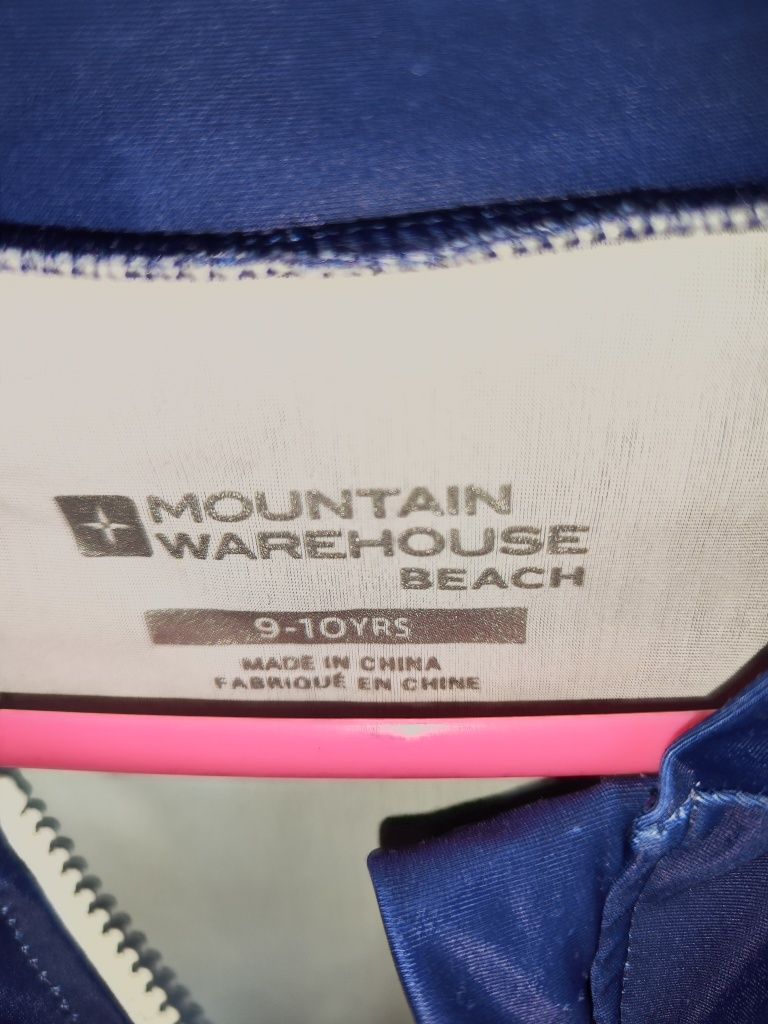 MOUNTAIN
WAREHOUSE
BEACH
9-10YRS
MADE IN CHINA
FABRIQUÉ EN CHINE